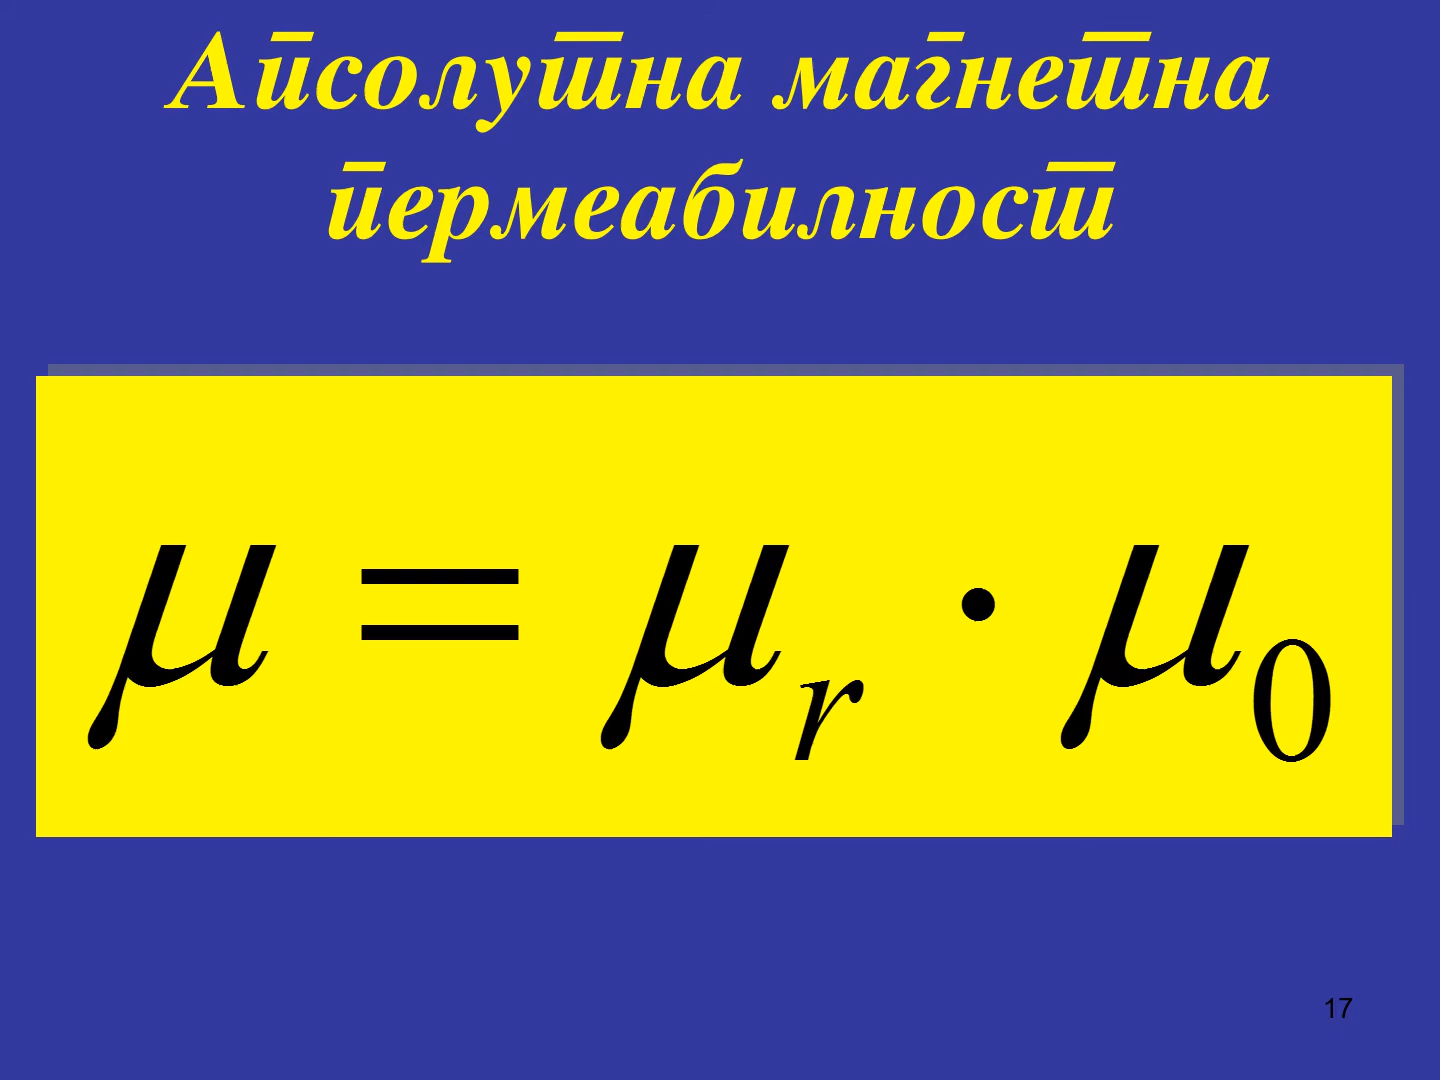 Апсолутна магнетна
пермеабилност
μ = μr · μ0
17